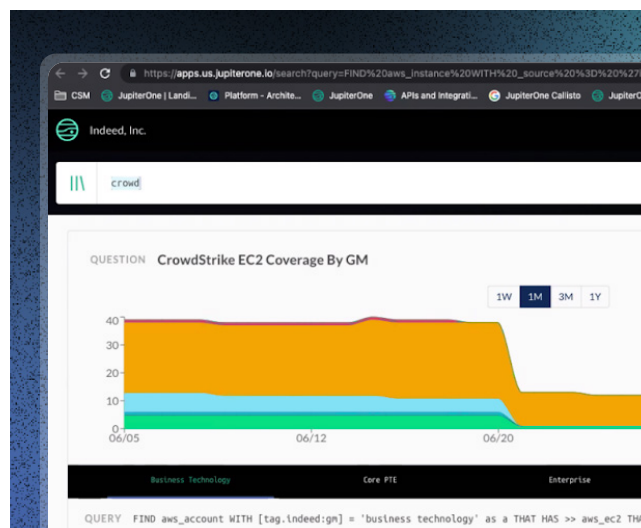 https://apps.us.jupiterone.io/search?query=FIND%20aws_instance%20WITH%20_source%20%3D%20%27
CSM JupiterOne | Landi... Platform - Archite... JupiterOne APIs and Integrati... JupiterOne Callisto JupiterO
Indeed, Inc.
crowd
QUESTION CrowdStrike EC2 Coverage By GM
1W 1M 3M 1Y
40
30
20
10
0
06/05 06/12 06/20
Business Technology Core PTE Enterprise
QUERY FIND aws_account WITH [tag.indeed:gm] = 'business technology' as a THAT HAS >> aws_ec2 Th